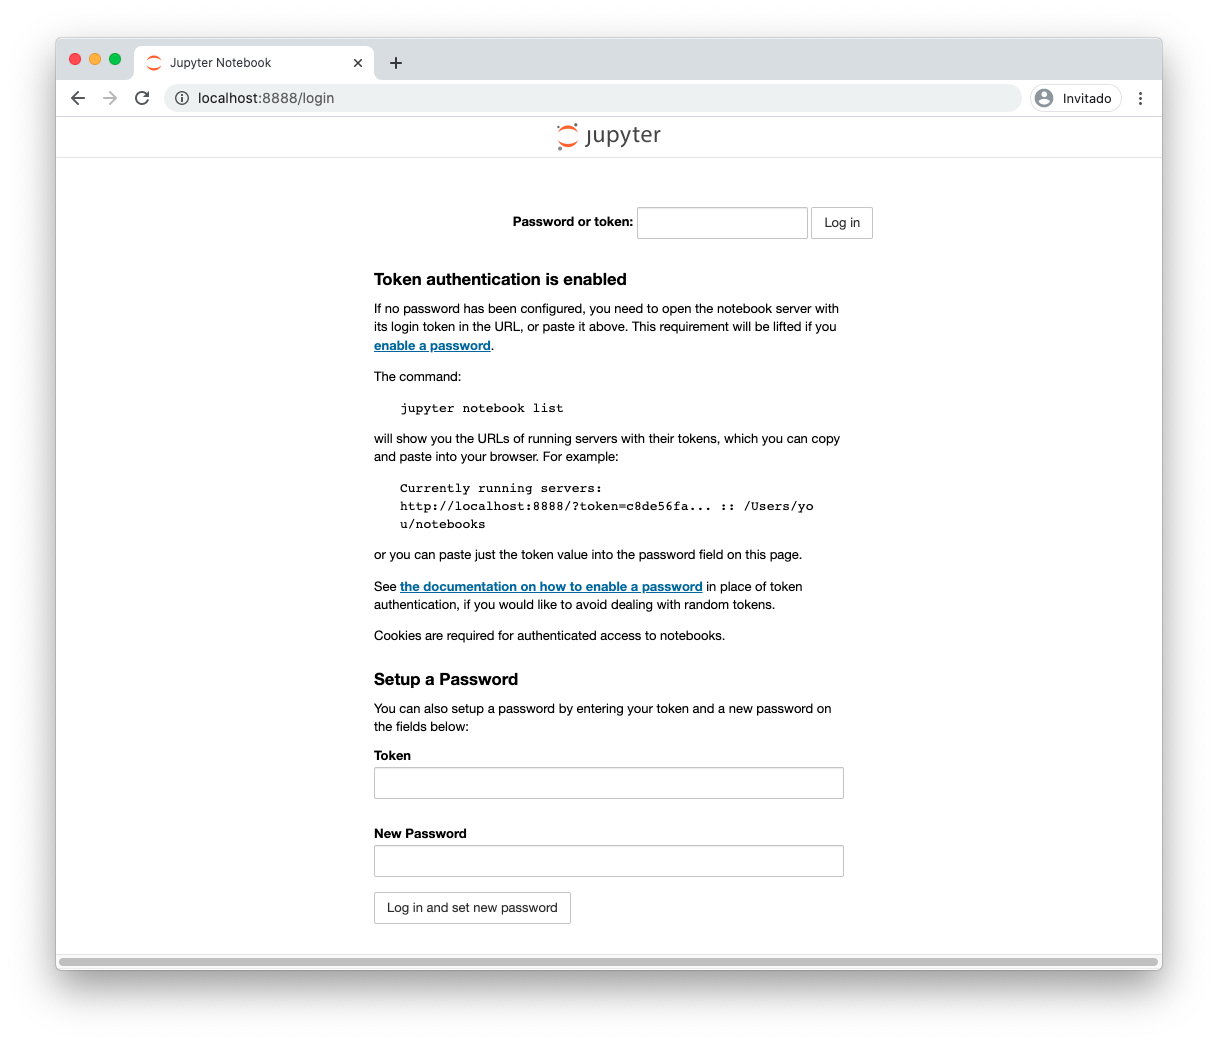 Jupyter Notebook
localhost:8888/login
Invitado
jupyter
Password or token:
Log in
Token authentication is enabled
If no password has been configured, you need to open the notebook server with
its login token in the URL, or paste it above. This requirement will be lifted if you
enable a password.
The command:
jupyter notebook list
will show you the URLs of running servers with their tokens, which you can copy
and paste into your browser. For example:
Currently running servers:
http://localhost:8888/?token=c8de56fa... :: /Users/yo
u/notebooks
or you can paste just the token value into the password field on this page.
See the documentation on how to enable a password in place of token
authentication, if you would like to avoid dealing with random tokens.
Cookies are required for authenticated access to notebooks.
Setup a Password
You can also setup a password by entering your token and a new password on
the fields below:
Token
New Password
Log in and set new password